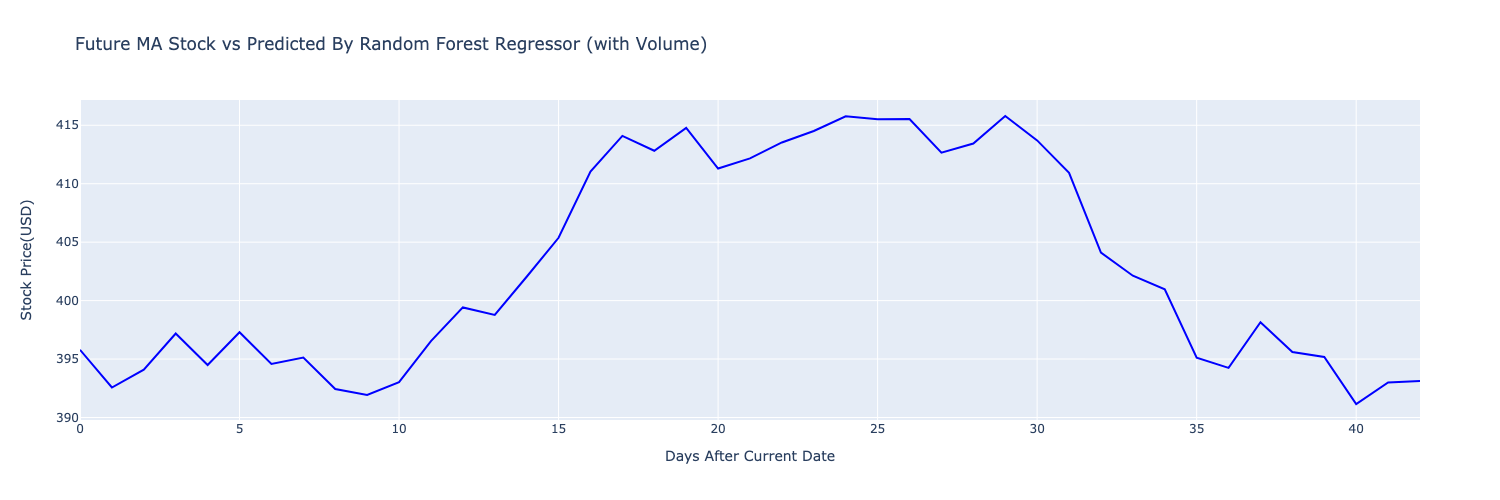 Future MA Stock vs Predicted By Random Forest Regressor (with Volume)
Stock Price(USD)
415
410
405
400
395
390
0 5 10 15 20 25 30 35 40
Days After Current Date